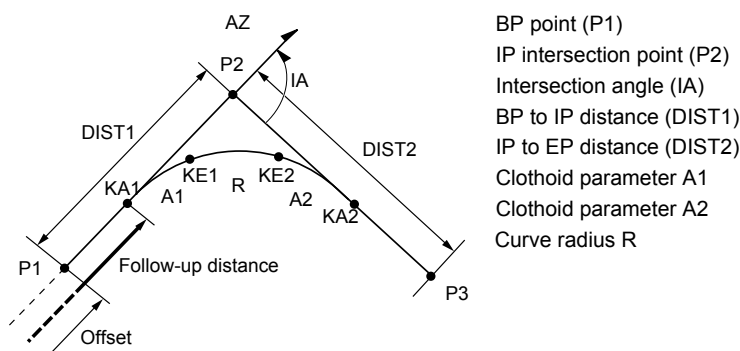 AZ
P2
IA
DIST1
DIST2
KE1
R
KE2
KA1
A1
A2
KA2
P1
Follow-up distance
P3
Offset
BP point (P1)
IP intersection point (P2)
Intersection angle (IA)
BP to IP distance (DIST1)
IP to EP distance (DIST2)
Clothoid parameter A1
Clothoid parameter A2
Curve radius R